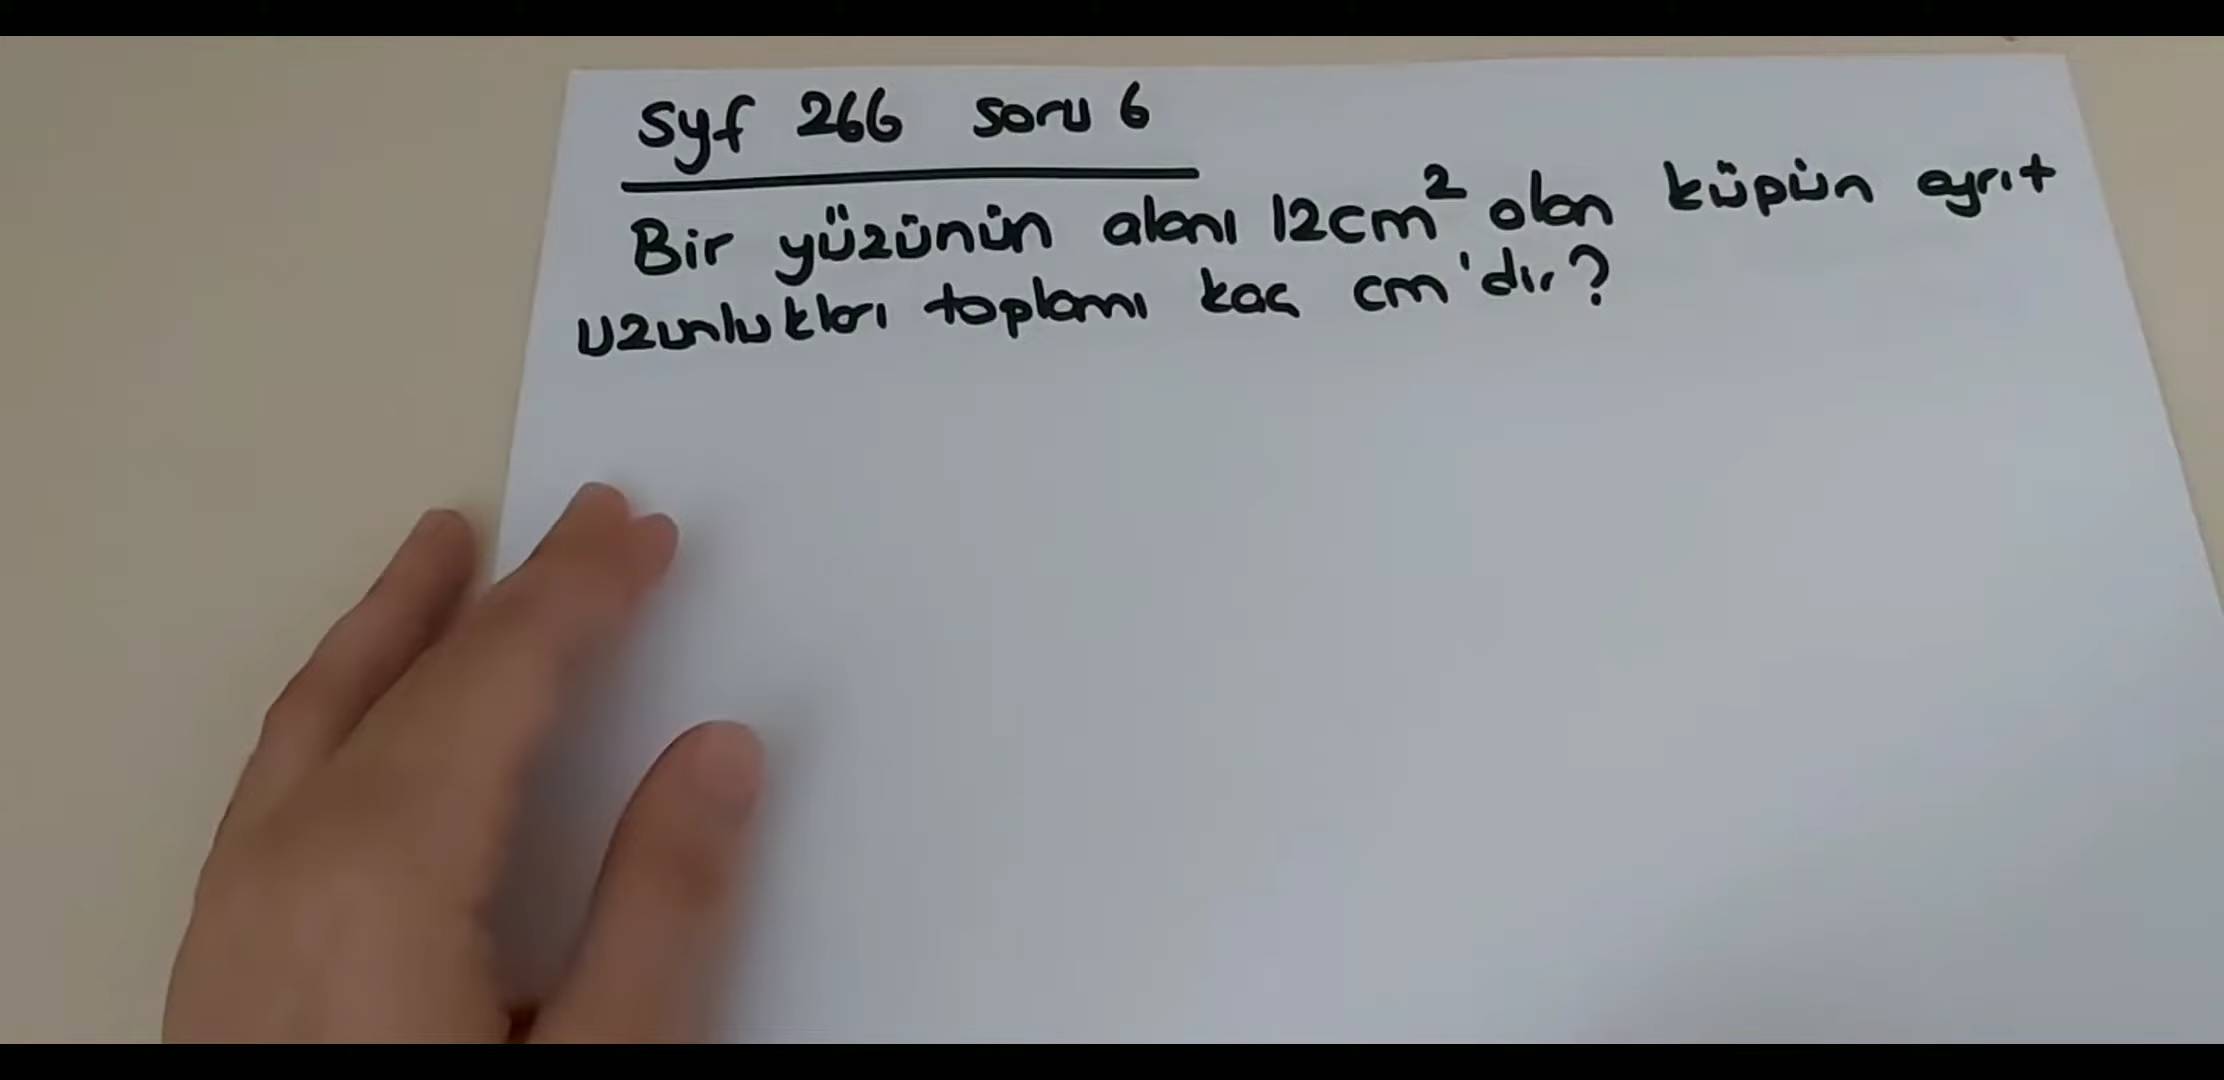 Syf 266 soru 6
Bir yüzünün alanı 12cm² olan küpün ayrıt
uzunlukları toplamı kaç cm'dir?